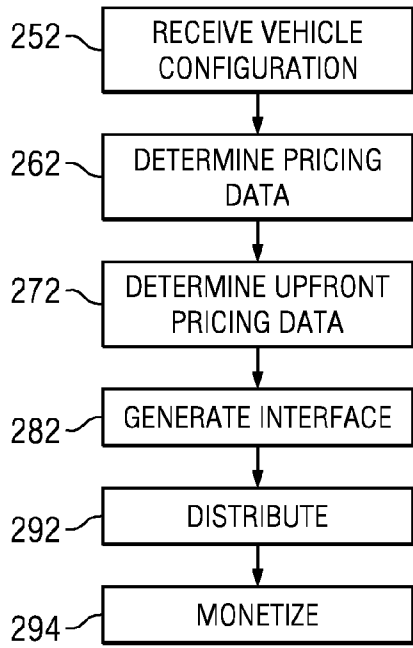 252
RECEIVE VEHICLE
CONFIGURATION
262
DETERMINE PRICING
DATA
272
DETERMINE UPFRONT
PRICING DATA
282
GENERATE INTERFACE
292
DISTRIBUTE
294
MONETIZE